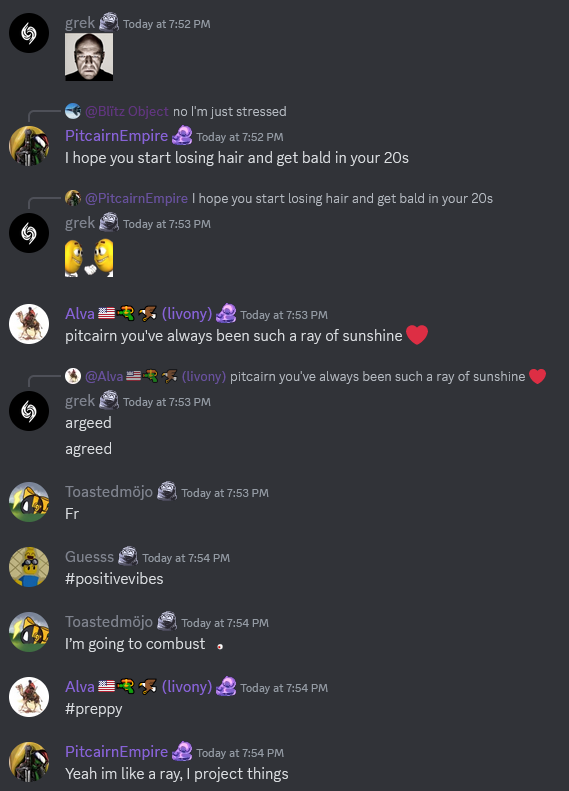 grek Today at 7:52 PM
@Blitz Object no I'm just stressed
PitcairnEmpire Today at 7:52 PM
I hope you start losing hair and get bald in your 20s
@PitcairnEmpire I hope you start losing hair and get bald in your 20s
grek Today at 7:53 PM
Alva 🇺🇸🔫🦅 (livony) Today at 7:53 PM
pitcairn you've always been such a ray of sunshine ❤️
@Alva 🇺🇸🔫🦅 (livony) pitcairn you've always been such a ray of sunshine ❤️
grek Today at 7:53 PM
argeed
agreed
Toastedmöjo Today at 7:53 PM
Fr
Guesss Today at 7:54 PM
#positivevibes
Toastedmöjo Today at 7:54 PM
I'm going to combust
Alva 🇺🇸🔫🦅 (livony) Today at 7:54 PM
#preppy
PitcairnEmpire Today at 7:54 PM
Yeah im like a ray, I project things